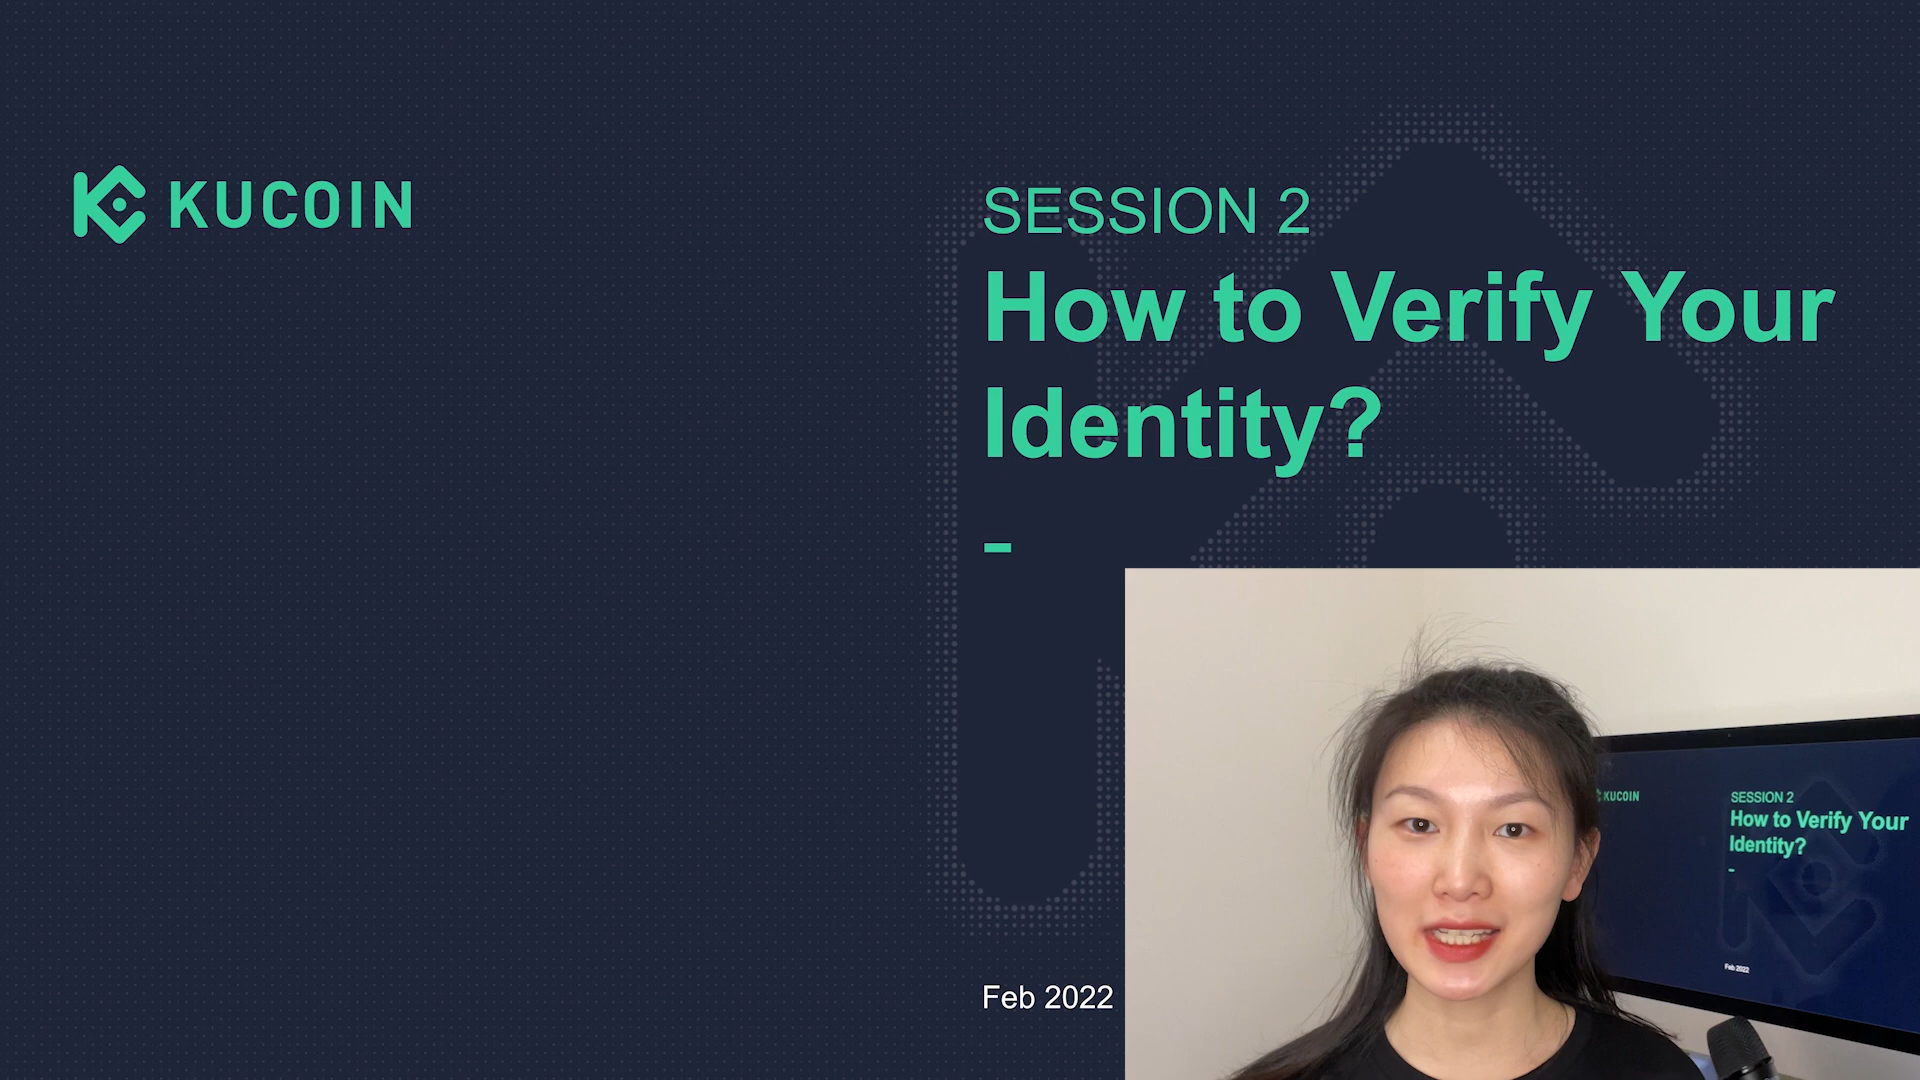 KUCOIN
SESSION 2
How to Verify Your
Identity?
-
Feb 2022
KUCOIN
SESSION 2
How to Verify Your
Identity?
-
Feb 2022